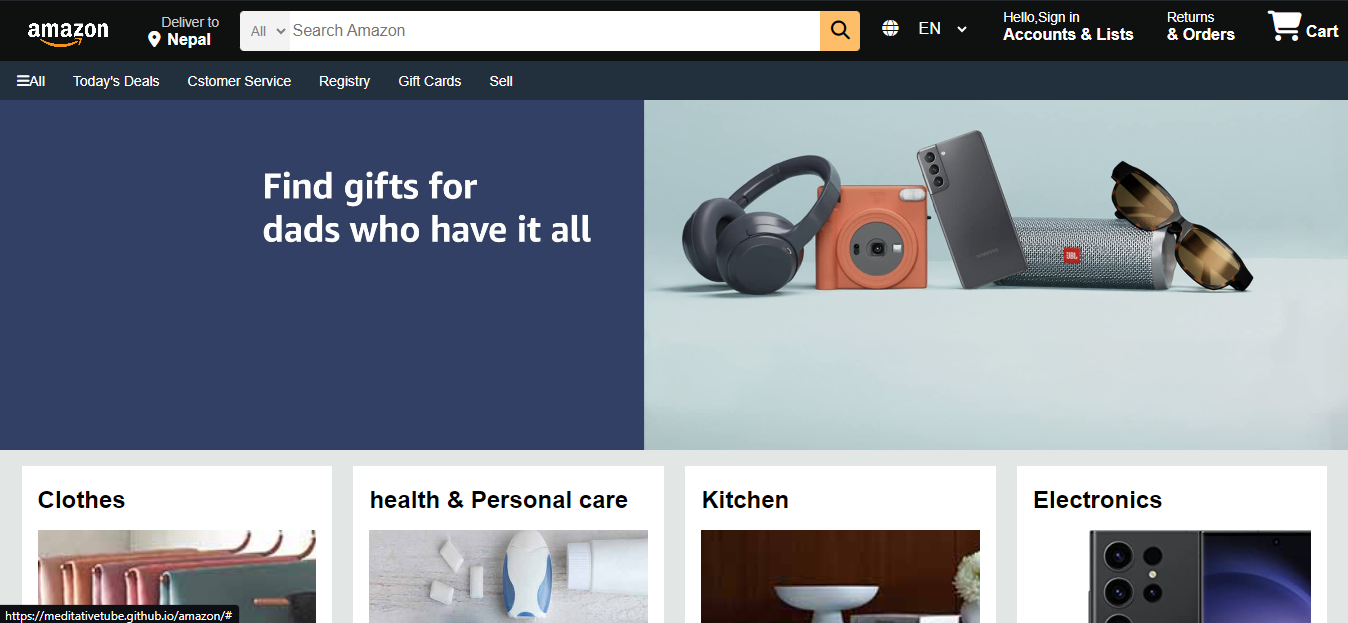 amazon
Deliver to
Nepal
All
Search Amazon
EN
Hello,Sign in
Accounts & Lists
Returns
& Orders
Cart
All
Today's Deals
Cstomer Service
Registry
Gift Cards
Sell
Find gifts for
dads who have it all
SAMSUNG
JBL
Clothes
health & Personal care
Kitchen
Electronics
https://meditativetube.github.io/amazon/#